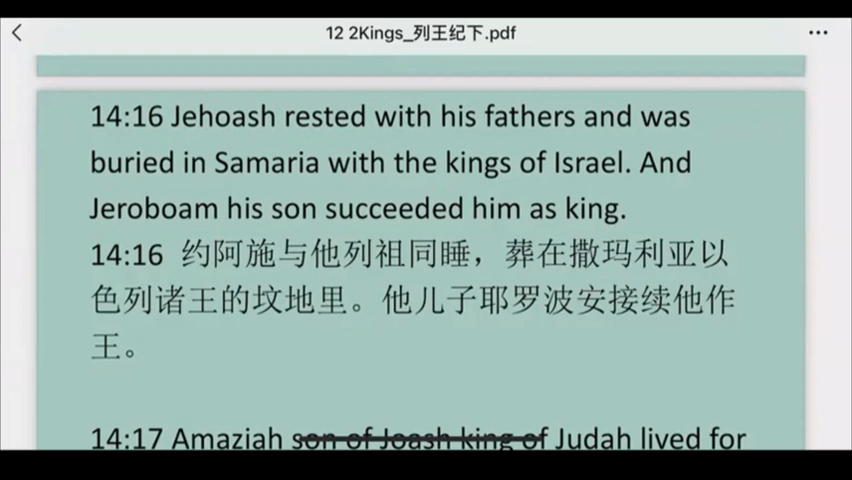 12 2Kings_列王纪下.pdf
14:16 Jehoash rested with his fathers and was
buried in Samaria with the kings of Israel. And
Jeroboam his son succeeded him as king.
14:16 约阿施与他列祖同睡，葬在撒玛利亚以
色列诸王的坟地里。他儿子耶罗波安接续他作
王。
14:17 Amaziah son of Joash king of Judah lived for